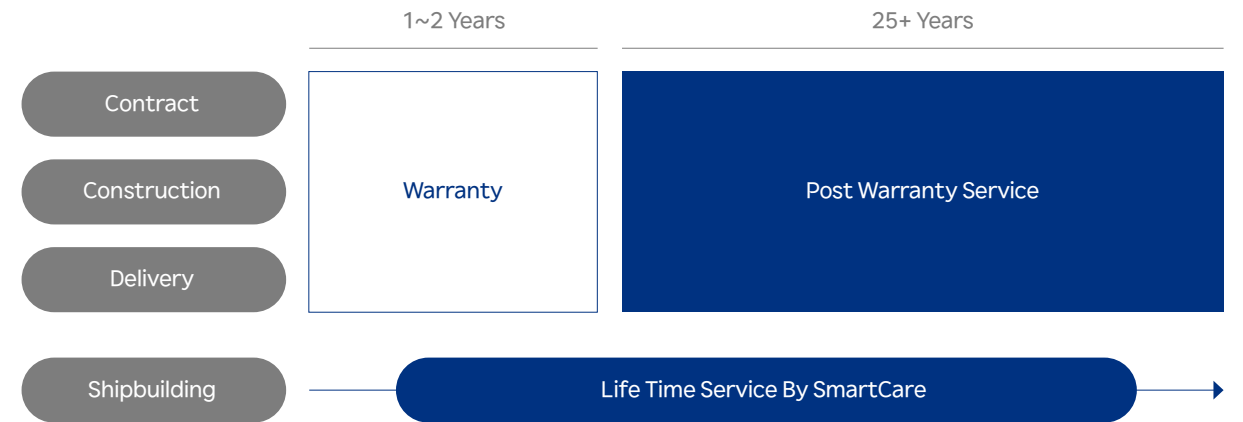 1~2 Years
25+ Years
Contract
Construction
Delivery
Warranty
Post Warranty Service
Shipbuilding
Life Time Service By SmartCare